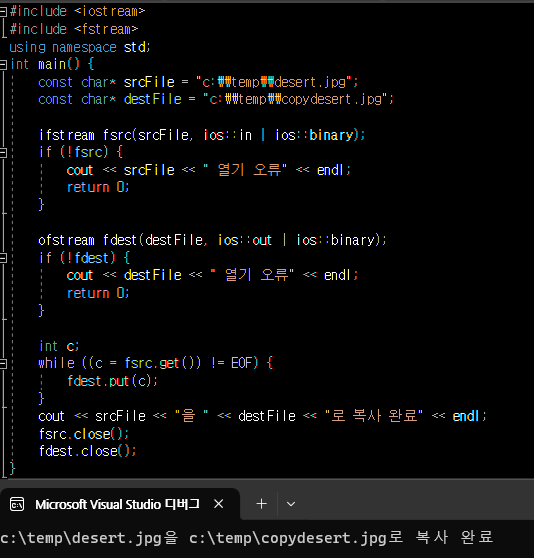 #include <iostream>
#include <fstream>
using namespace std;
int main() {
const char* srcFile = "c:₩₩temp₩₩desert.jpg";
const char* destFile = "c:₩₩temp₩₩copydesert.jpg";
ifstream fsrc(srcFile, ios::in | ios::binary);
if (!fsrc) {
cout << srcFile << " 열기 오류" << endl;
return 0;
}
ofstream fdest(destFile, ios::out | ios::binary);
if (!fdest) {
cout << destFile << " 열기 오류" << endl;
return 0;
}
int c;
while ((c = fsrc.get()) != EOF) {
fdest.put(c);
}
cout << srcFile << "을 " << destFile << "로 복사 완료" << endl;
fsrc.close();
fdest.close();
}
Microsoft Visual Studio 디버그
c:\temp\desert.jpg을 c:\temp\copydesert.jpg로 복사 완료